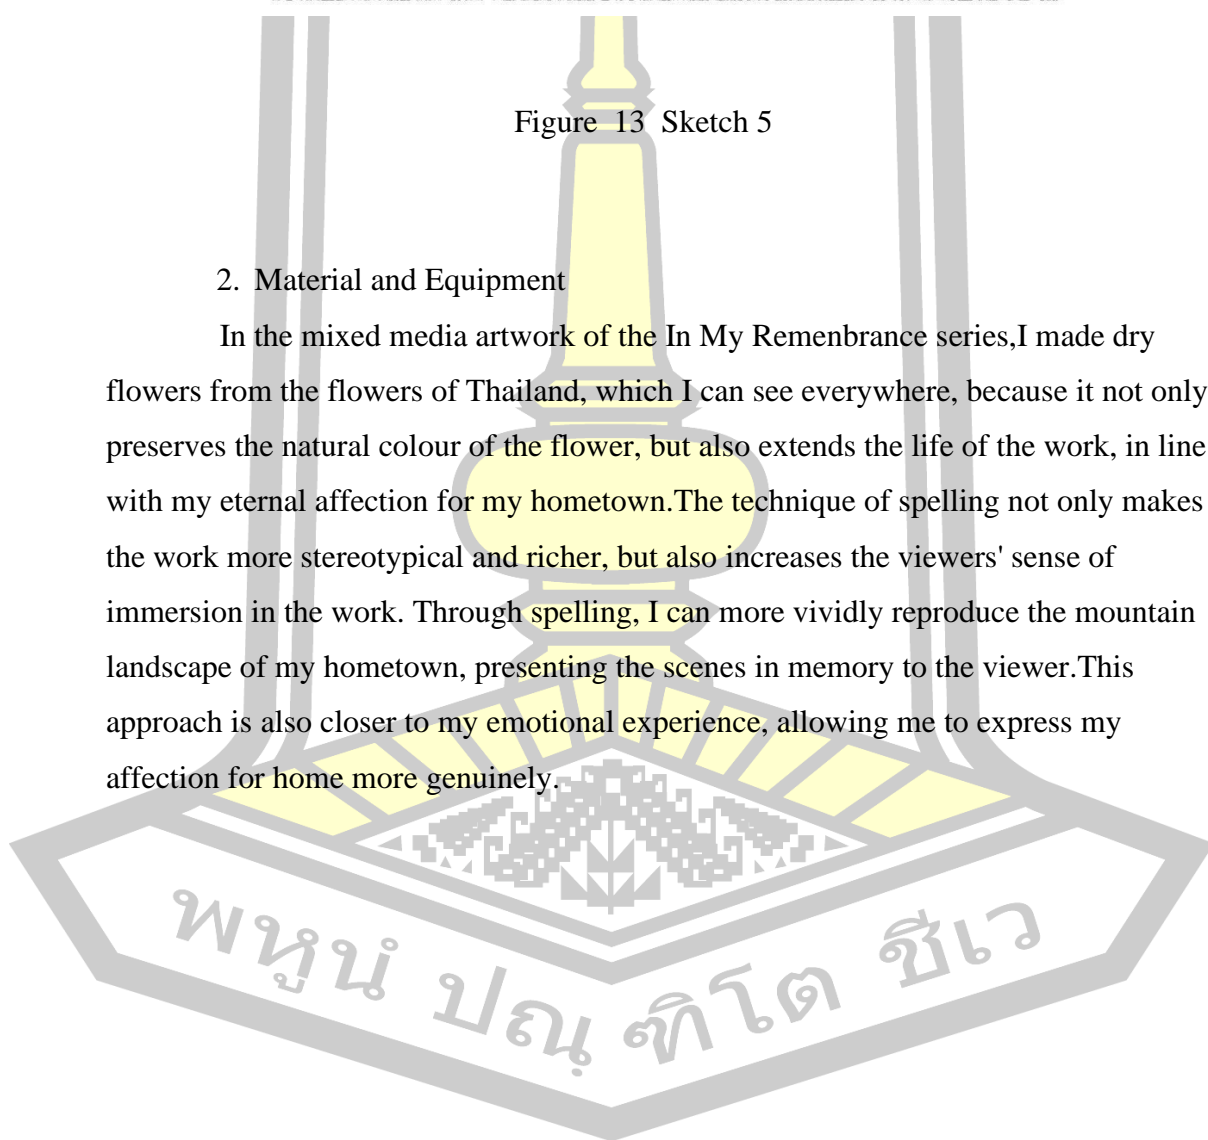 Figure 13 Sketch 5
2. Material and Equipment
In the mixed media artwork of the In My Remenbrance series,I made dry
flowers from the flowers of Thailand, which I can see everywhere, because it not only
preserves the natural colour of the flower, but also extends the life of the work, in line
with my eternal affection for my hometown.The technique of spelling not only makes
the work more stereotypical and richer, but also increases the viewers' sense of
immersion in the work. Through spelling, I can more vividly reproduce the mountain
landscape of my hometown, presenting the scenes in memory to the viewer.This
approach is also closer to my emotional experience, allowing me to express my
affection for home more genuinely.
พหูนํ ปณฺฑิโต ชีเว